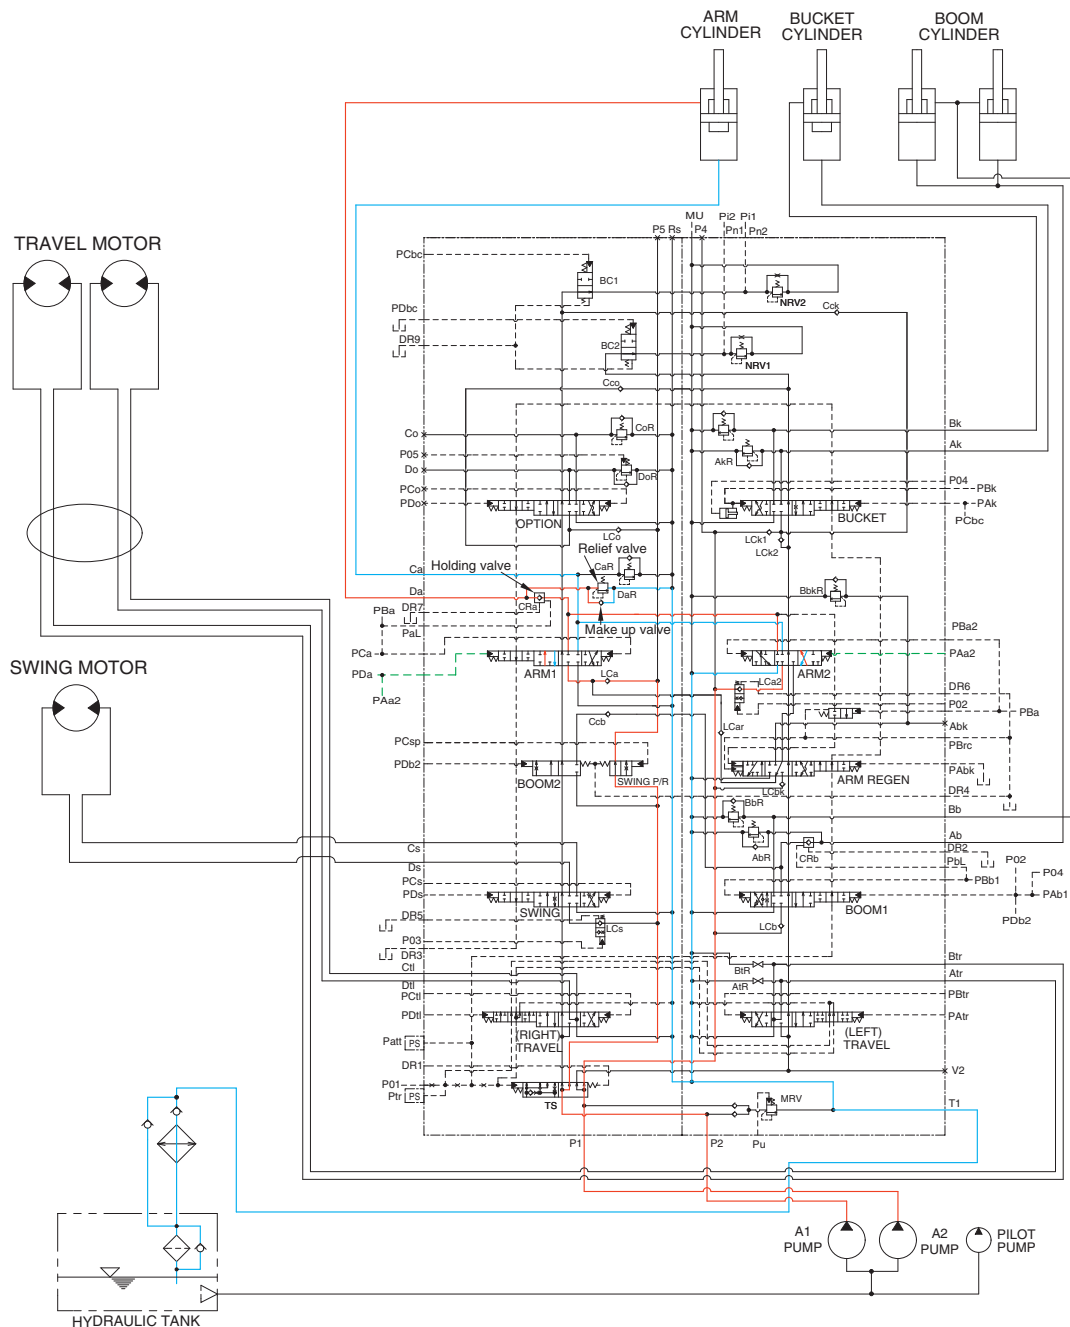 ARM
CYLINDER
BUCKET
CYLINDER
BOOM
CYLINDER
TRAVEL MOTOR
SWING MOTOR
P5 Rs
MU
P4
Pi2
Pi1
Pn1
Pn2
PCbc
BC1
NRV2
Cck
PDbc
DR9
BC2
NRV1
Cco
Co
CoR
Bk
Ak
P05
Do
DoR
AkR
P04
PCo
PDo
PBk
PAk
PCbc
OPTION
BUCKET
LCo
LCk1
LCk2
Relief valve
Holding valve
Ca
CaR
Da
DaR
BbkR
CRa
PBa
DR7
PaL
Make up valve
PBa2
PCa
PDa
PAa2
PAa2
ARM1
ARM2
LCa
LCa2
DR6
P02
PBa
Ccb
LCar
Abk
PCsp
PBrc
PDb2
PAbk
BOOM2
SWING P/R
ARM REGEN
LCbk
DR4
BbR
Bb
Cs
AbR
CRb
Ab
DR2
Ds
PbL
P02
P04
PCs
PDs
PBb1
PAb1
SWING
BOOM1
PDb2
DR5
LCs
LCb
P03
DR3
Ctl
BtR
Btr
Atr
Dtl
AtR
PCtl
PBtr
PDtl
PAtr
(RIGHT)
TRAVEL
(LEFT)
TRAVEL
Patt
PS
DR1
V2
P01
Ptr
PS
TS
MRV
T1
P1
P2
Pu
A1
PUMP
A2
PUMP
PILOT
PUMP
HYDRAULIC TANK